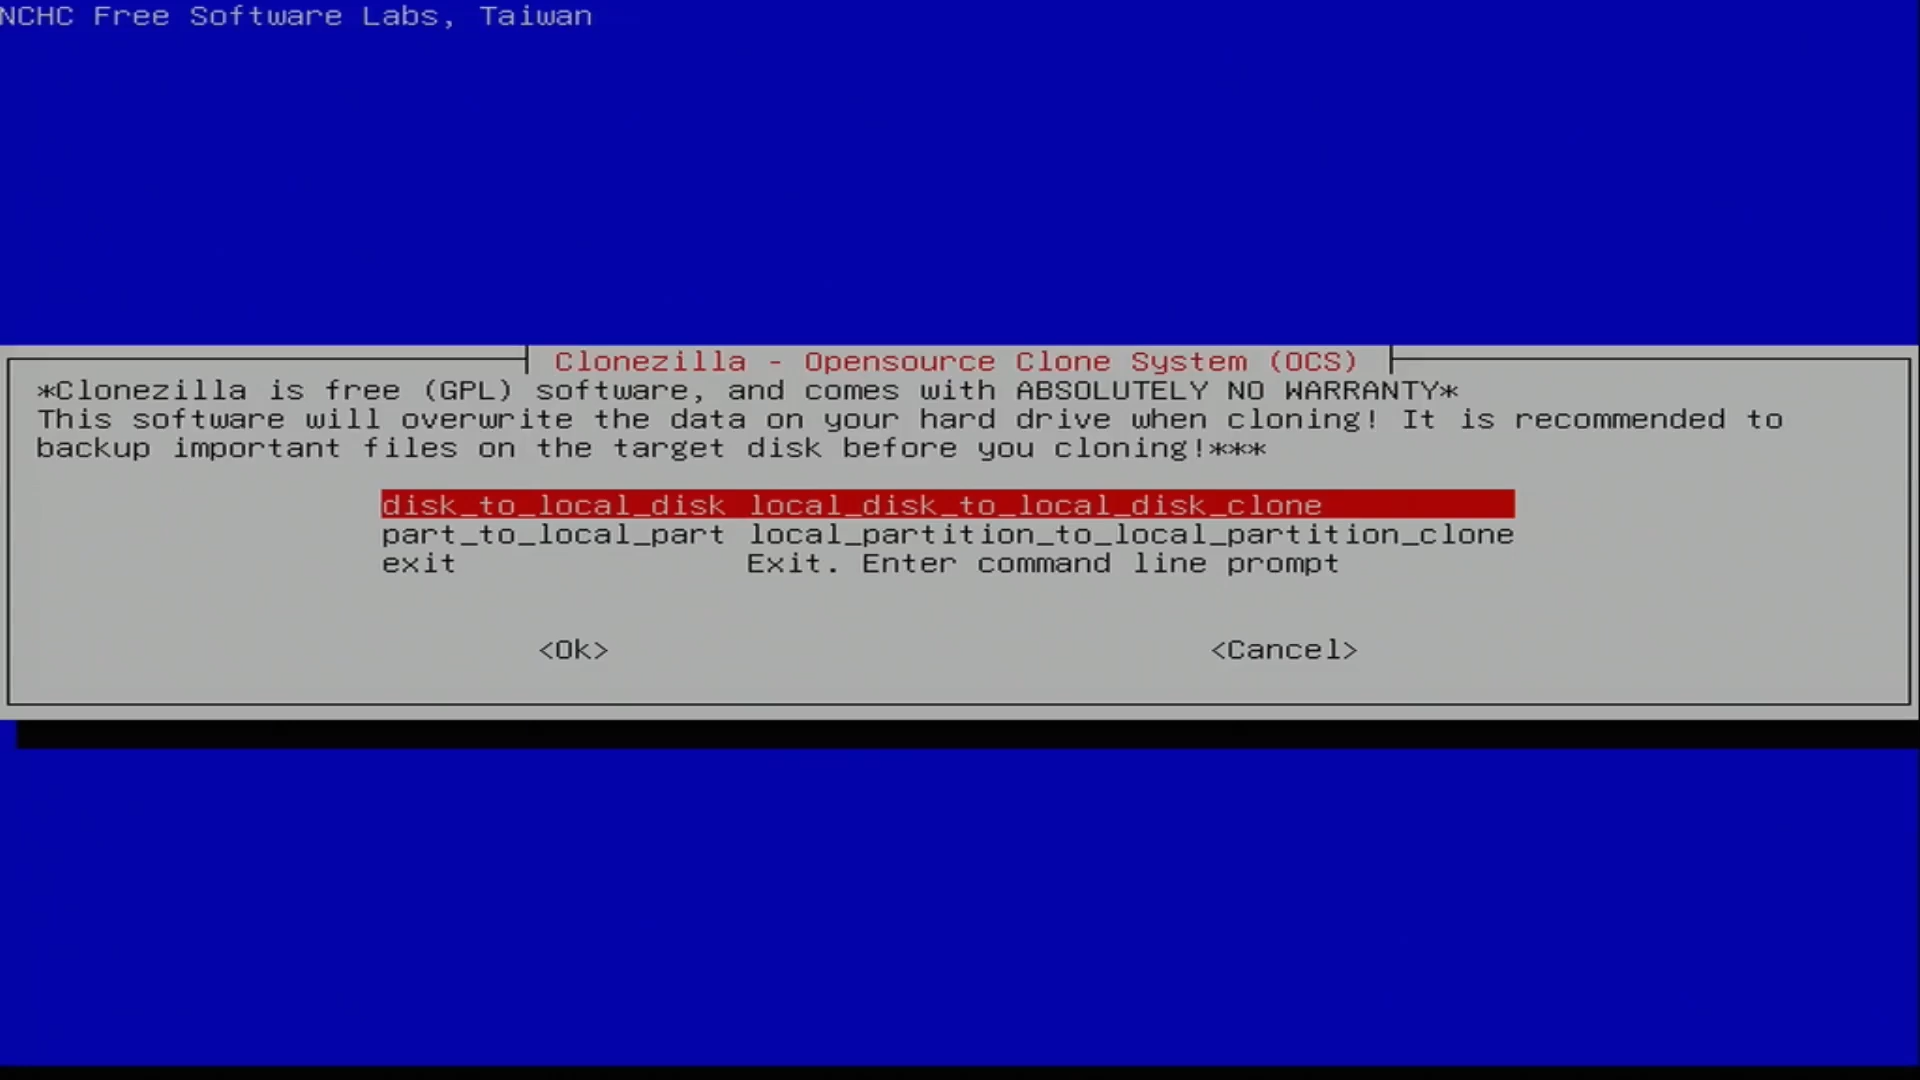 NCHC Free Software Labs, Taiwan
Clonezilla - Opensource Clone System (OCS)
*Clonezilla is free (GPL) software, and comes with ABSOLUTELY NO WARRANTY*
This software will overwrite the data on your hard drive when cloning! It is recommended to
backup important files on the target disk before you cloning!***
disk_to_local_disk local_disk_to_local_disk_clone
part_to_local_part local_partition_to_local_partition_clone
exit Exit. Enter command line prompt
<Ok> <Cancel>